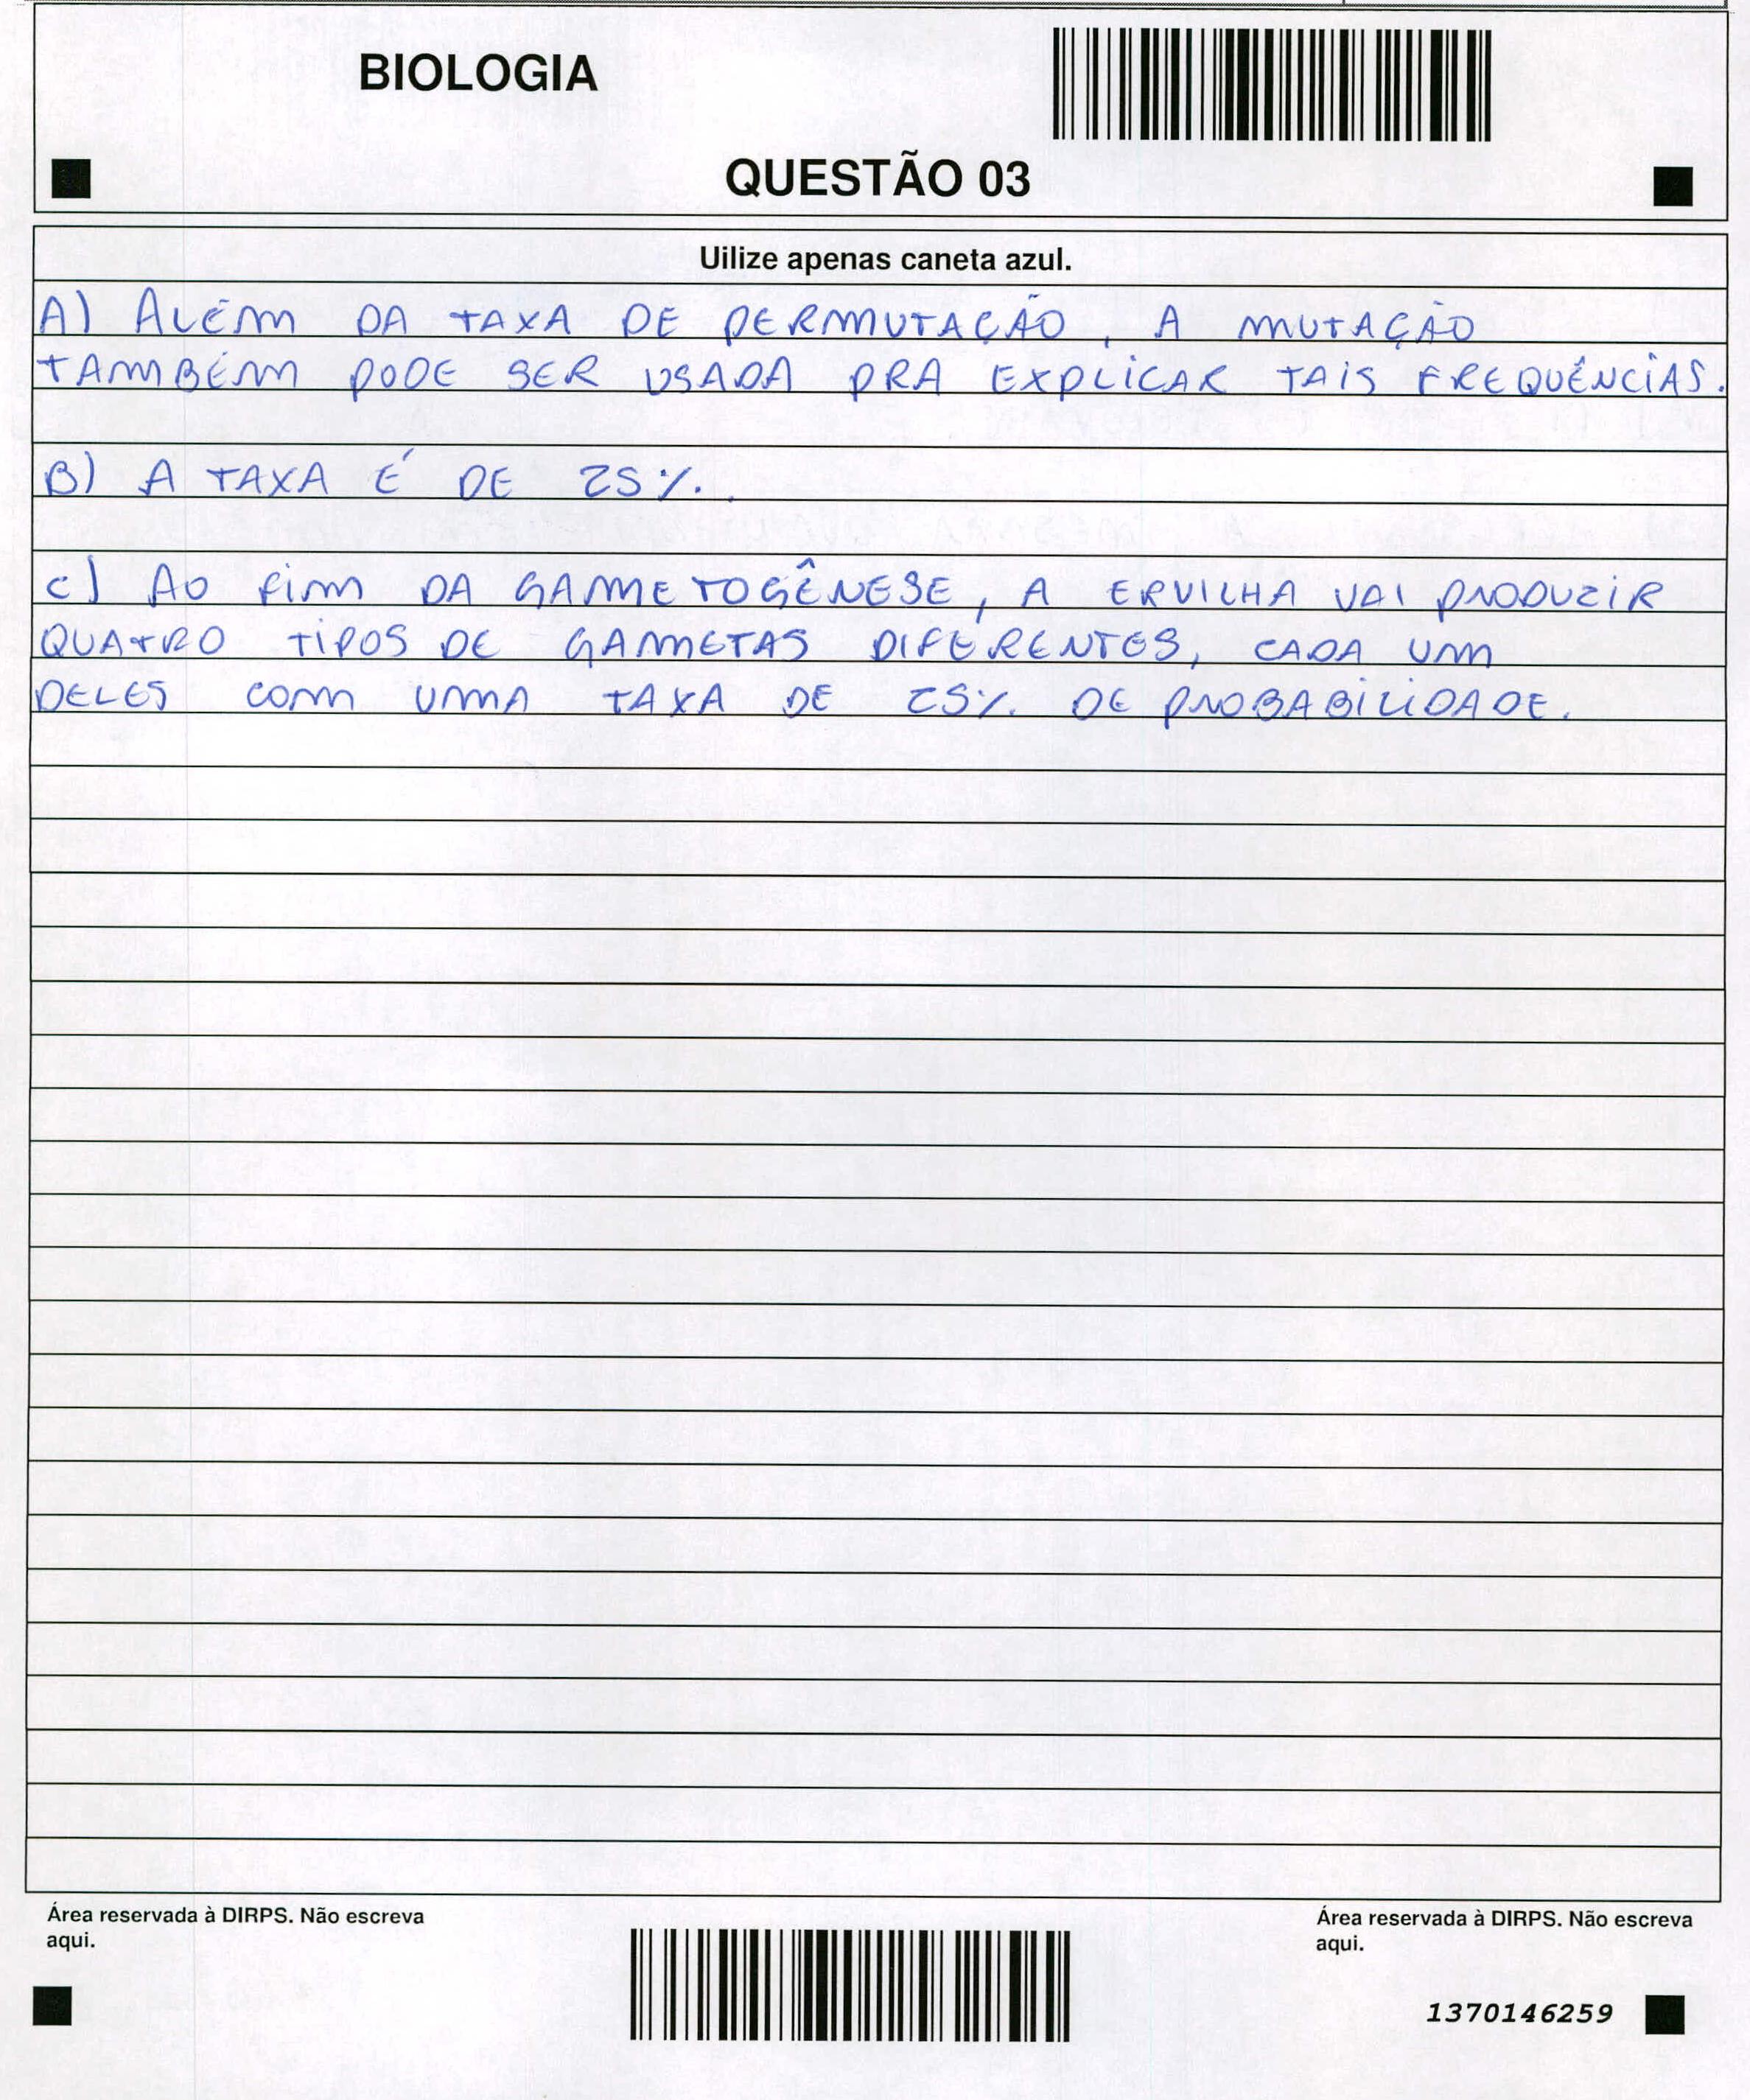 BIOLOGIA
QUESTÃO 03
Uilize apenas caneta azul.
A) ALÉM DA TAXA DE PERMUTAÇÃO, A MUTAÇÃO
TAMBÉM PODE SER USADA PRA EXPLICAR TAIS FREQUÊNCIAS.
B) A TAXA É DE 25%.
C) AO FIM DA GAMETOGÊNESE, A ERVILHA VAI PRODUZIR
QUATRO TIPOS DE GAMETAS DIFERENTES, CADA UM
DELES COM UMA TAXA DE 25% DE PROBABILIDADE.
Área reservada à DIRPS. Não escreva
aqui.
Área reservada à DIRPS. Não escreva
aqui.
1370146259